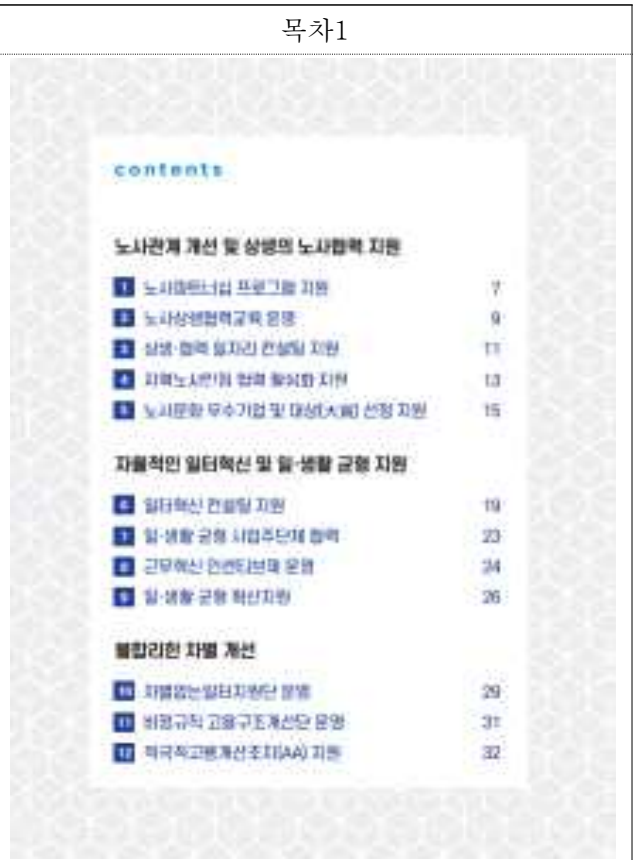 목차1
contents
노사관계 개선 및 상생의 노사협력 지원
1 노사파트너십 프로그램 지원 7
2 노사상생협력교육 운영 9
3 상생·협력 일자리 컨설팅 지원 11
4 지역노사민정 협력 활성화 지원 13
5 노사문화 우수기업 및 대상(大賞) 선정 지원 15
자율적인 일터혁신 및 일·생활 균형 지원
6 일터혁신 컨설팅 지원 19
7 일·생활 균형 사업주단체 협력 23
8 근무혁신 인센티브제 운영 24
9 일·생활 균형 확산지원 26
불합리한 차별 개선
10 차별없는일터지원단 운영 29
11 비정규직 고용구조개선단 운영 31
12 적극적고용개선조치(AA) 지원 32